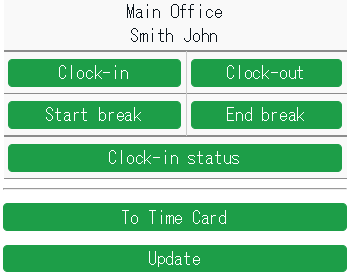 Main Office
Smith John
Clock-in
Clock-out
Start break
End break
Clock-in status
To Time Card
Update